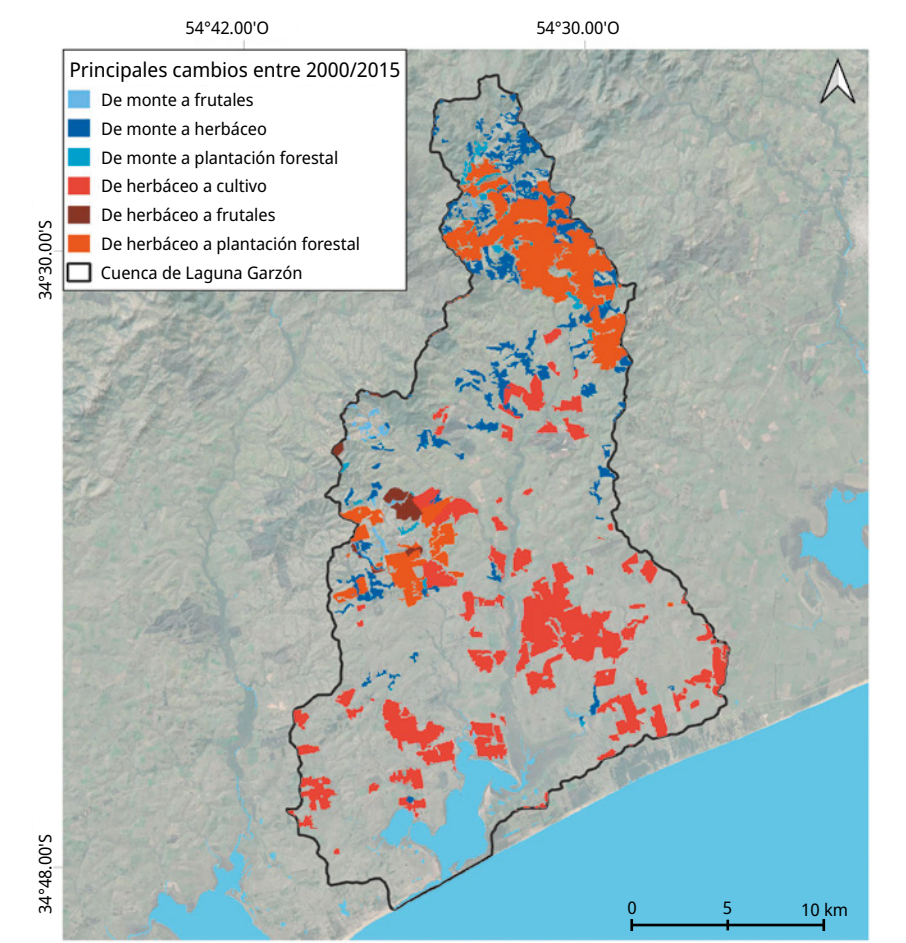 54°42.00'O
54°30.00'O
Principales cambios entre 2000/2015
De monte a frutales
De monte a herbáceo
De monte a plantación forestal
De herbáceo a cultivo
De herbáceo a frutales
De herbáceo a plantación forestal
Cuenca de Laguna Garzón
34°30.00'S
34°48.00'S
0
5
10 km